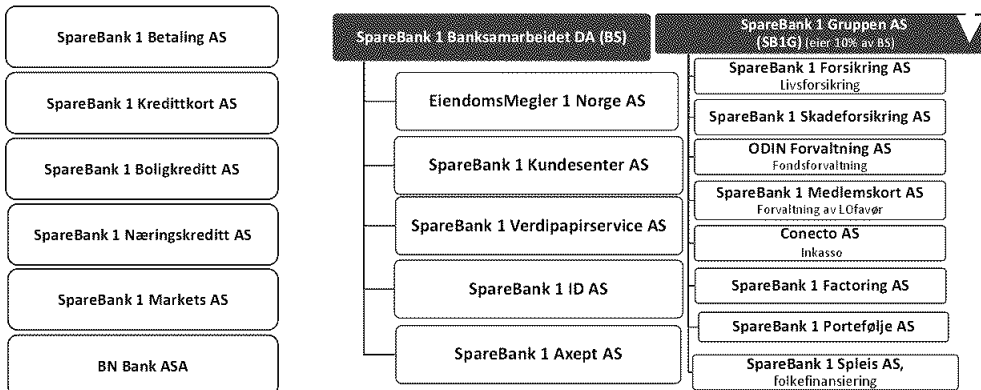 SpareBank 1 Betaling AS
SpareBank 1 Kredittkort AS
SpareBank 1 Boligkreditt AS
SpareBank 1 Næringskreditt AS
SpareBank 1 Markets AS
BN Bank ASA
SpareBank 1 Banksamarbeidet DA (BS)
EiendomsMegler 1 Norge AS
SpareBank 1 Kundesenter AS
SpareBank 1 Verdipapirservice AS
SpareBank 1 ID AS
SpareBank 1 Axept AS
SpareBank 1 Gruppen AS
(SB1G) (eier 10% av BS)
SpareBank 1 Forsikring AS
Livsforsikring
SpareBank 1 Skadeforsikring AS
ODIN Forvaltning AS
Fondsforvaltning
SpareBank 1 Medlemskort AS
Forvaltning av LOfavør
Conecto AS
Inkasso
SpareBank 1 Factoring AS
SpareBank 1 Portefølje AS
SpareBank 1 Spleis AS,
folkefinansiering